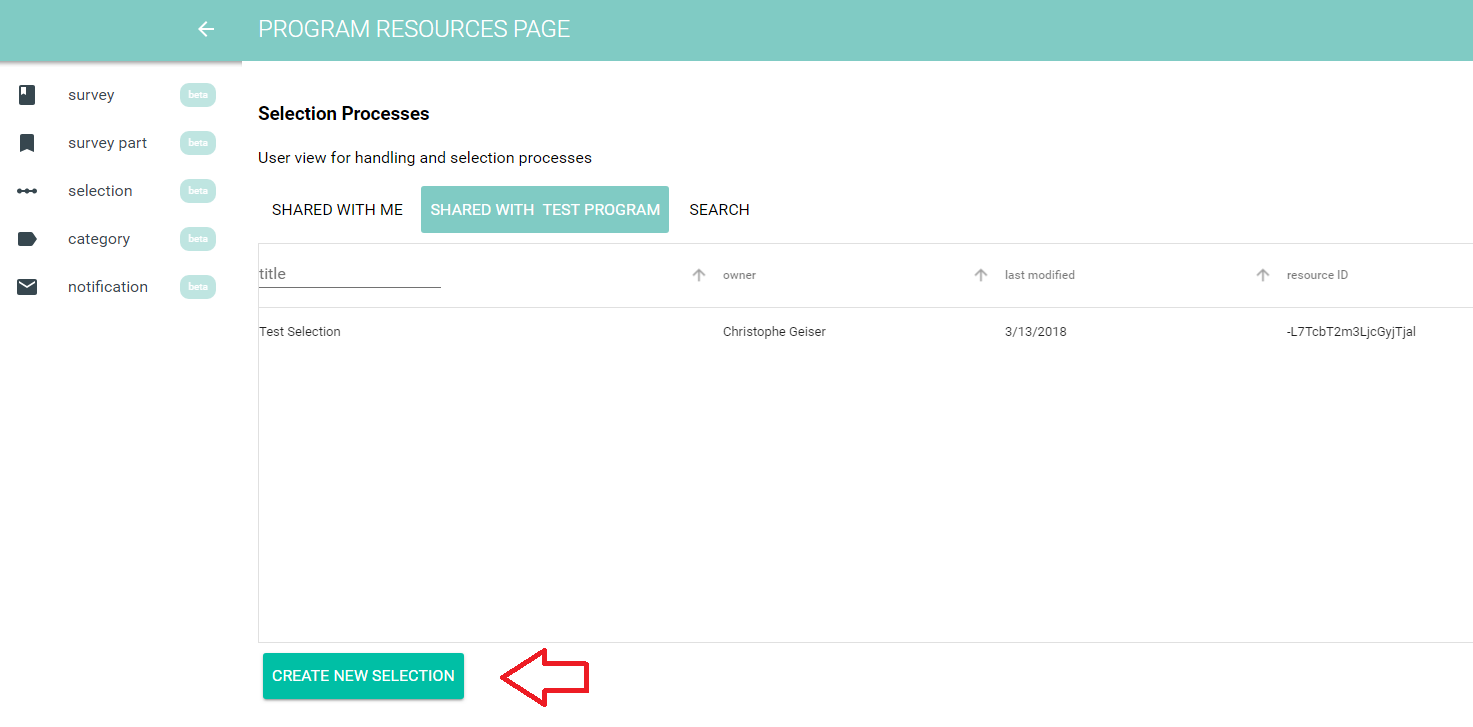 PROGRAM RESOURCES PAGE
survey beta
survey part beta
selection beta
category beta
notification beta
Selection Processes
User view for handling and selection processes
SHARED WITH ME SHARED WITH TEST PROGRAM SEARCH
title owner last modified resource ID
Test Selection Christophe Geiser 3/13/2018 -L7TcbT2m3LjcGyjTjal
CREATE NEW SELECTION